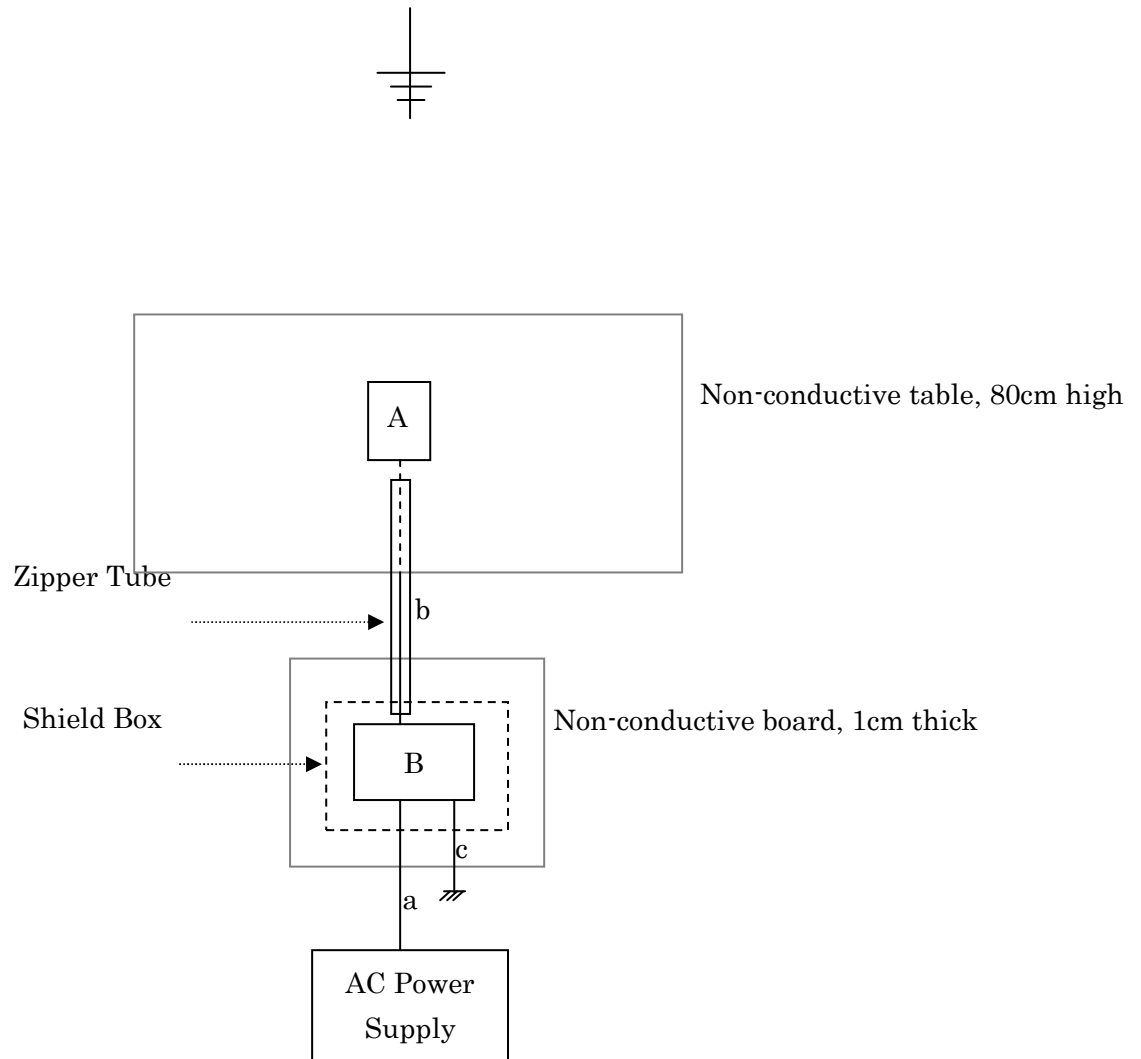 A
Non-conductive table, 80cm high
Zipper Tube
b
Shield Box
Non-conductive board, 1cm thick
B
c
a
AC Power
Supply